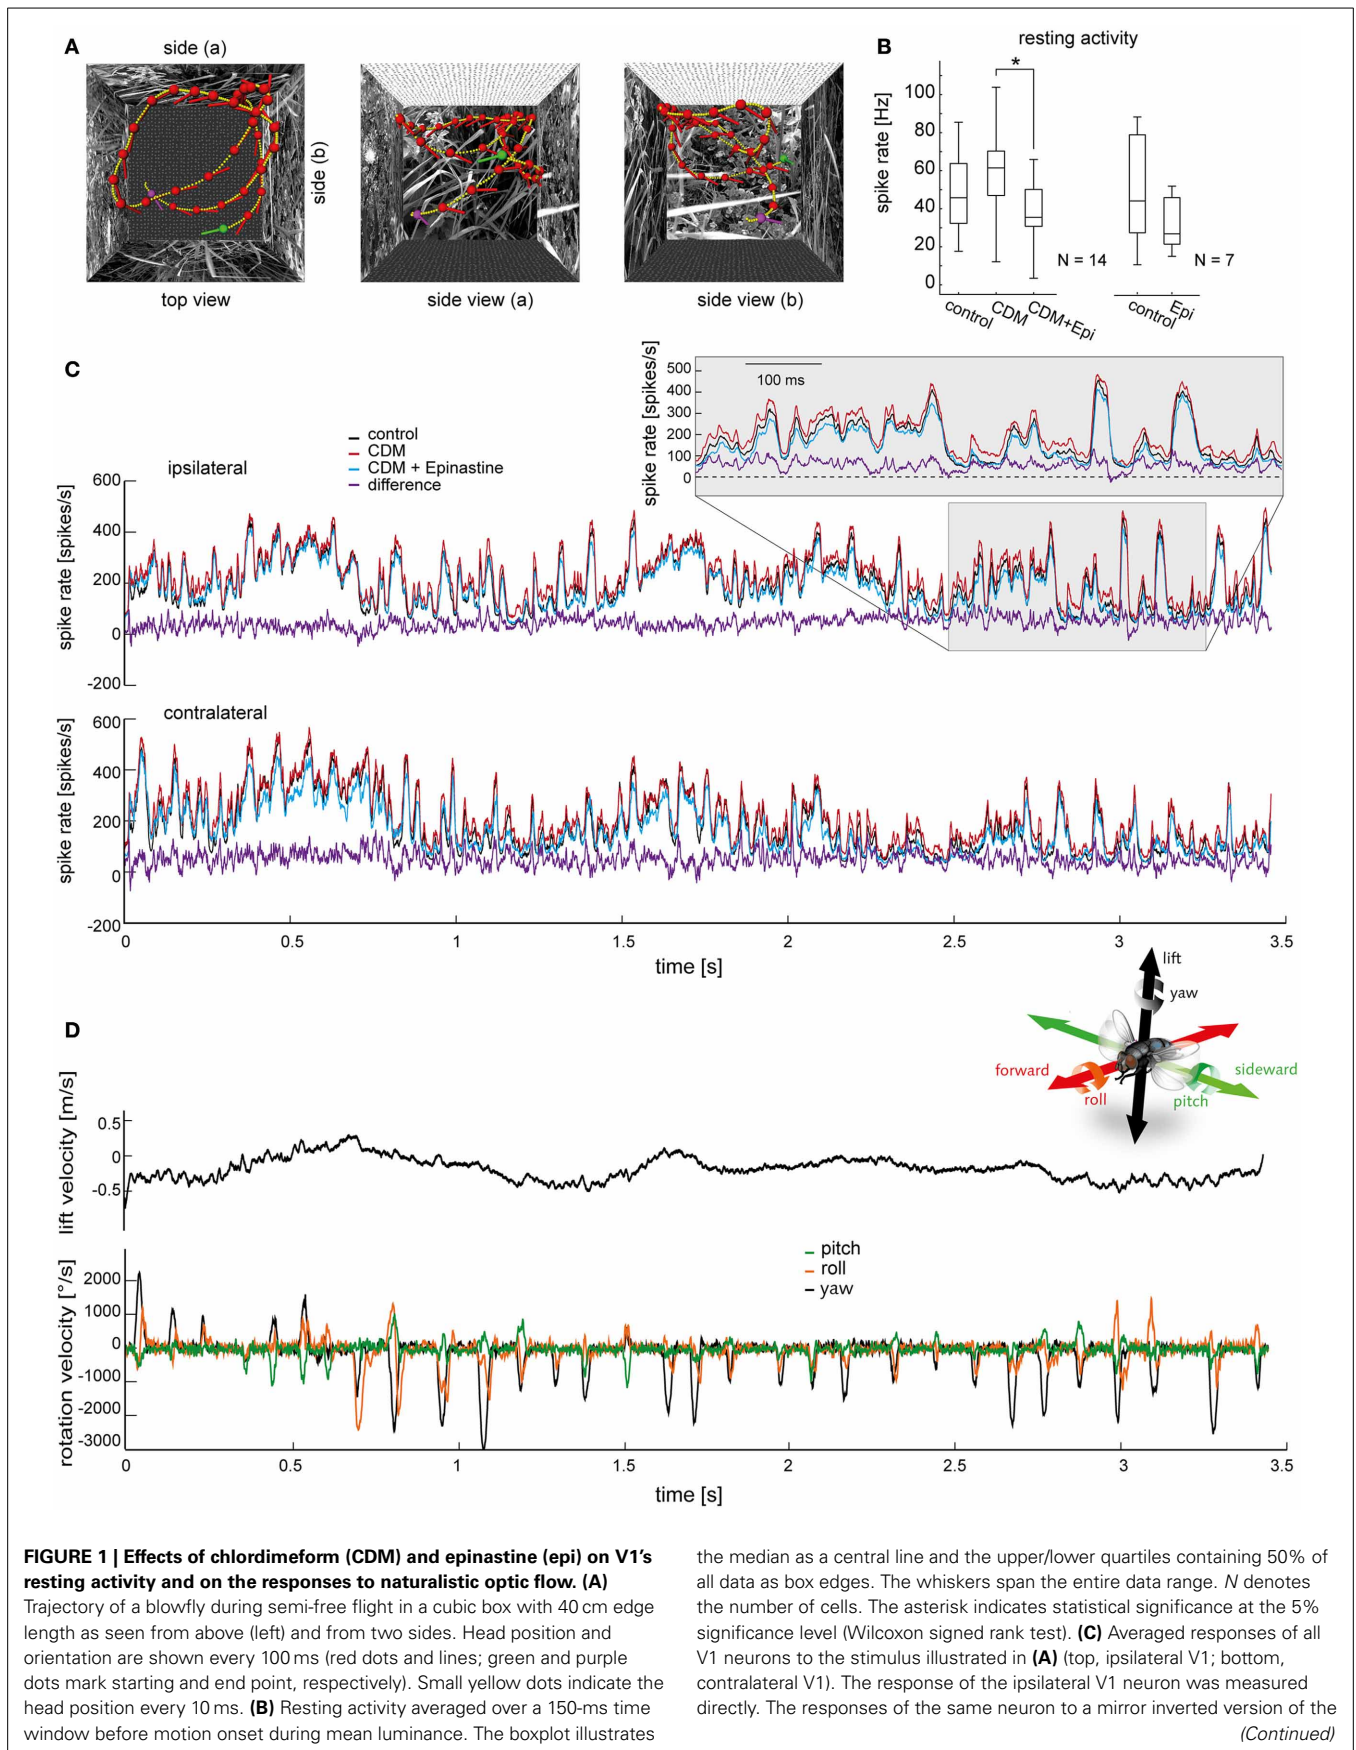 A
side (a)
side (b)
top view
side view (a)
side view (b)
B
resting activity
*
spike rate [Hz]
100
80
60
40
20
0
N = 14
N = 7
control
CDM
CDM+Epi
control
Epi
C
spike rate [spikes/s]
500
400
300
200
100
0
100 ms
control
CDM
CDM + Epinastine
difference
ipsilateral
spike rate [spikes/s]
600
400
200
0
-200
contralateral
spike rate [spikes/s]
600
400
200
0
-200
0
0.5
1
1.5
2
2.5
3
3.5
time [s]
lift
yaw
forward
roll
sideward
pitch
D
lift velocity [m/s]
0.5
0
-0.5
pitch
roll
yaw
rotation velocity [°/s]
2000
1000
0
-1000
-2000
-3000
0
0.5
1
1.5
2
2.5
3
3.5
time [s]
FIGURE 1 | Effects of chlordimeform (CDM) and epinastine (epi) on V1's
resting activity and on the responses to naturalistic optic flow. (A)
Trajectory of a blowfly during semi-free flight in a cubic box with 40 cm edge
length as seen from above (left) and from two sides. Head position and
orientation are shown every 100 ms (red dots and lines; green and purple
dots mark starting and end point, respectively). Small yellow dots indicate the
head position every 10 ms. (B) Resting activity averaged over a 150-ms time
window before motion onset during mean luminance. The boxplot illustrates
the median as a central line and the upper/lower quartiles containing 50% of
all data as box edges. The whiskers span the entire data range. N denotes
the number of cells. The asterisk indicates statistical significance at the 5%
significance level (Wilcoxon signed rank test). (C) Averaged responses of all
V1 neurons to the stimulus illustrated in (A) (top, ipsilateral V1; bottom,
contralateral V1). The response of the ipsilateral V1 neuron was measured
directly. The responses of the same neuron to a mirror inverted version of the
(Continued)